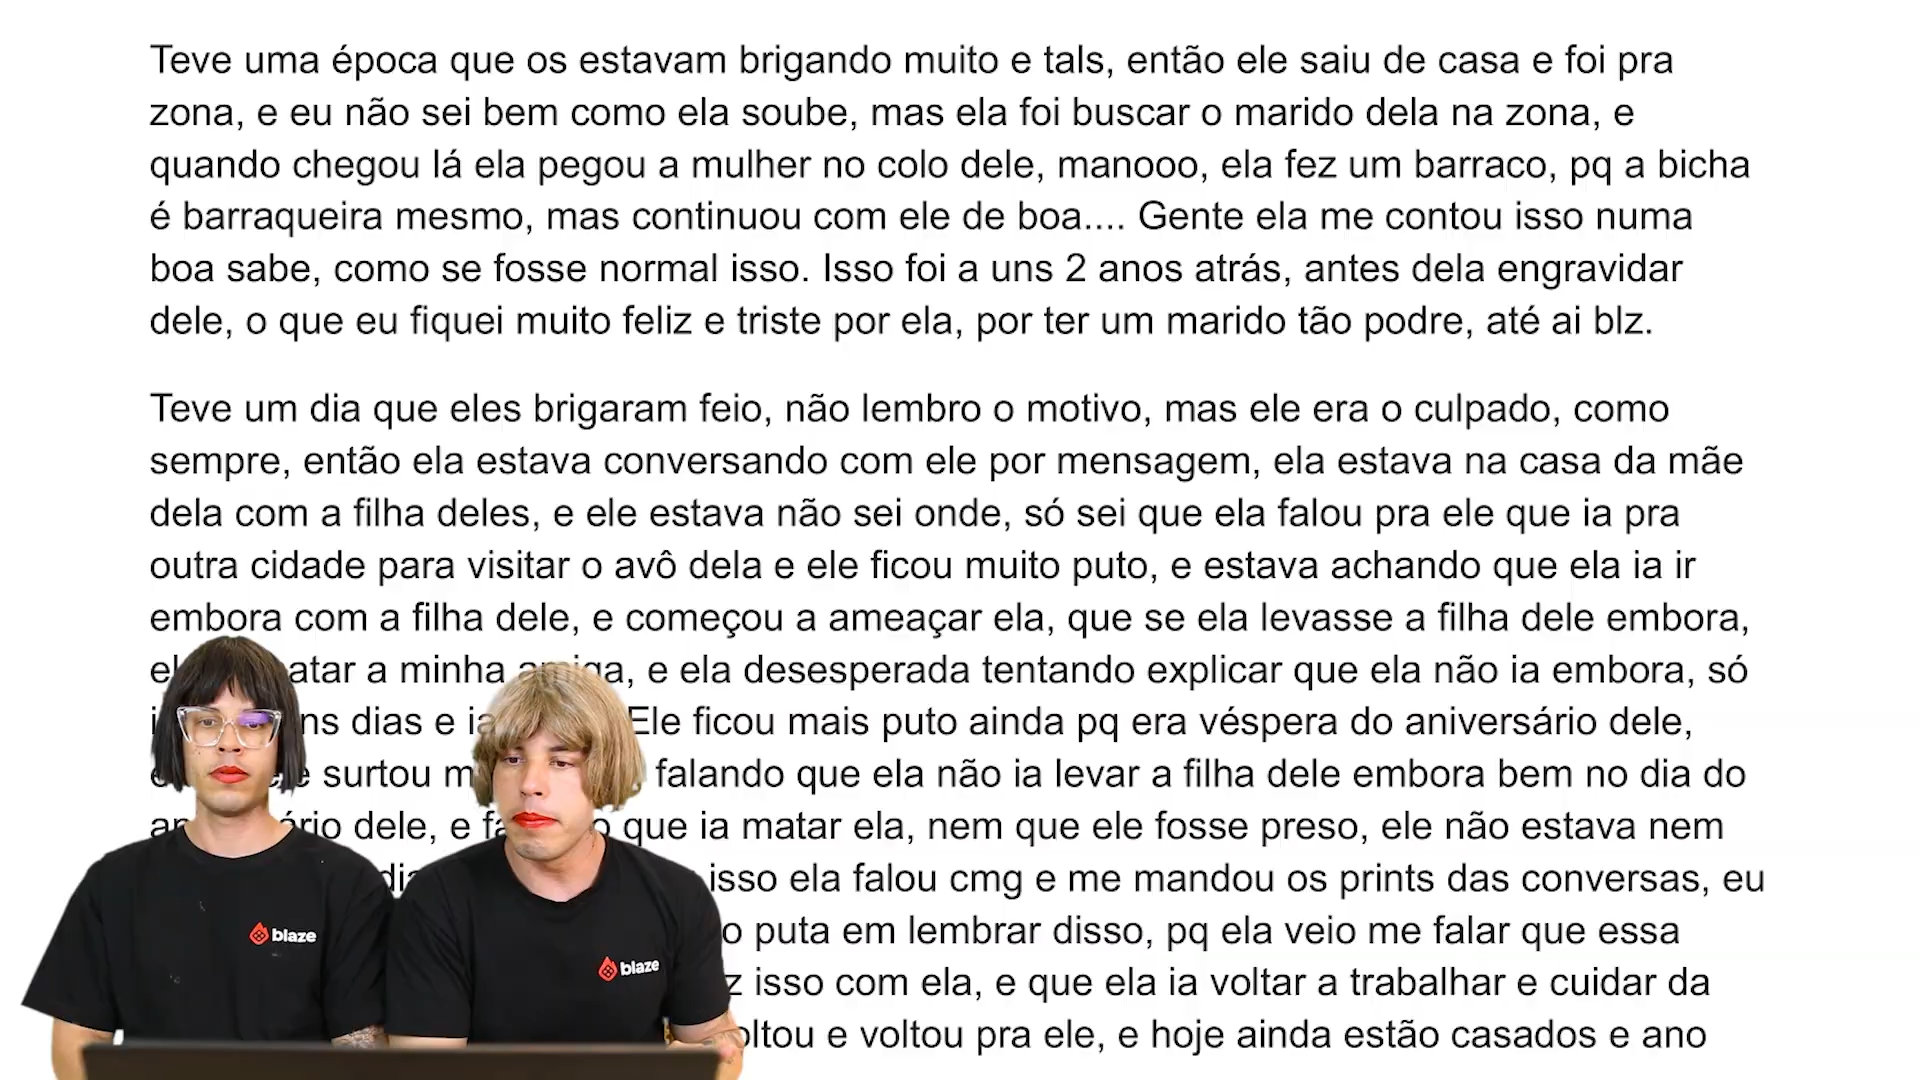 Teve uma época que os estavam brigando muito e tals, então ele saiu de casa e foi pra
zona, e eu não sei bem como ela soube, mas ela foi buscar o marido dela na zona, e
quando chegou lá ela pegou a mulher no colo dele, manooo, ela fez um barraco, pq a bicha
é barraqueira mesmo, mas continuou com ele de boa.... Gente ela me contou isso numa
boa sabe, como se fosse normal isso. Isso foi a uns 2 anos atrás, antes dela engravidar
dele, o que eu fiquei muito feliz e triste por ela, por ter um marido tão podre, até ai blz.
Teve um dia que eles brigaram feio, não lembro o motivo, mas ele era o culpado, como
sempre, então ela estava conversando com ele por mensagem, ela estava na casa da mãe
dela com a filha deles, e ele estava não sei onde, só sei que ela falou pra ele que ia pra
outra cidade para visitar o avô dela e ele ficou muito puto, e estava achando que ela ia ir
embora com a filha dele, e começou a ameaçar ela, que se ela levasse a filha dele embora,
a minha amiga, e ela desesperada tentando explicar que ela não ia embora, só
dias e Ele ficou mais puto ainda pq era véspera do aniversário dele,
surtou falando que ela não ia levar a filha dele embora bem no dia do
dele, e que ia matar ela, nem que ele fosse preso, ele não estava nem
isso ela falou cmg e me mandou os prints das conversas, eu
puta em lembrar disso, pq ela veio me falar que essa
isso com ela, e que ela ia voltar a trabalhar e cuidar da
e voltou pra ele, e hoje ainda estão casados e ano
blaze
blaze